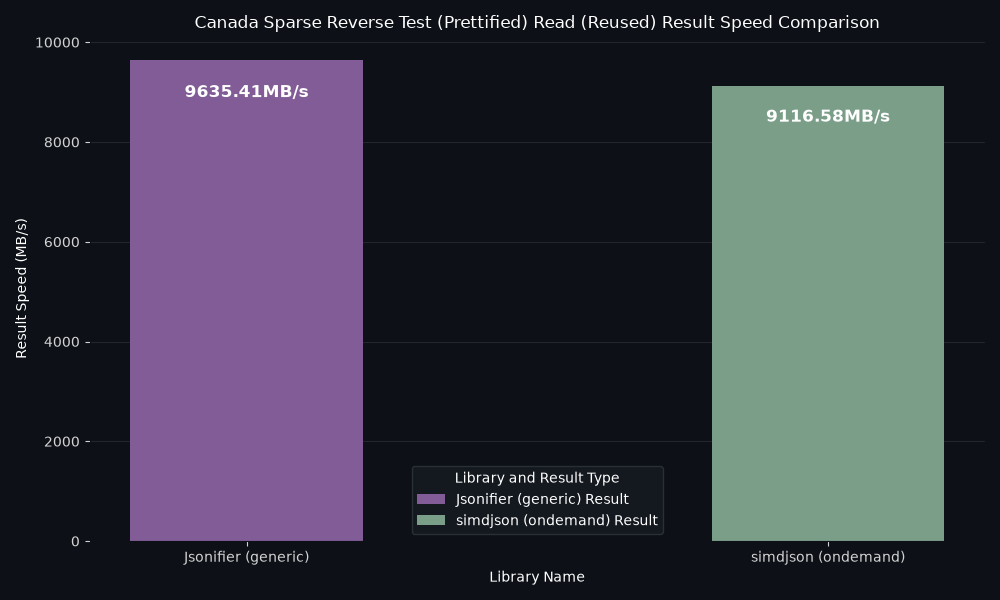 Canada Sparse Reverse Test (Prettified) Read (Reused) Result Speed Comparison
10000
8000
6000
4000
2000
0
Result Speed (MB/s)
9635.41MB/s
9116.58MB/s
Library and Result Type
Jsonifier (generic) Result
simdjson (ondemand) Result
Jsonifier (generic)
simdjson (ondemand)
Library Name